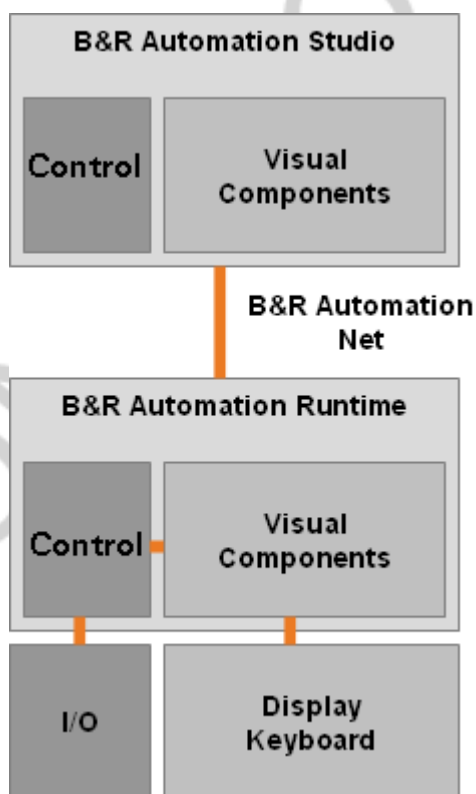 B&R Automation Studio
Control
Visual
Components
B&R Automation
Net
B&R Automation Runtime
Control
Visual
Components
I/O
Display
Keyboard